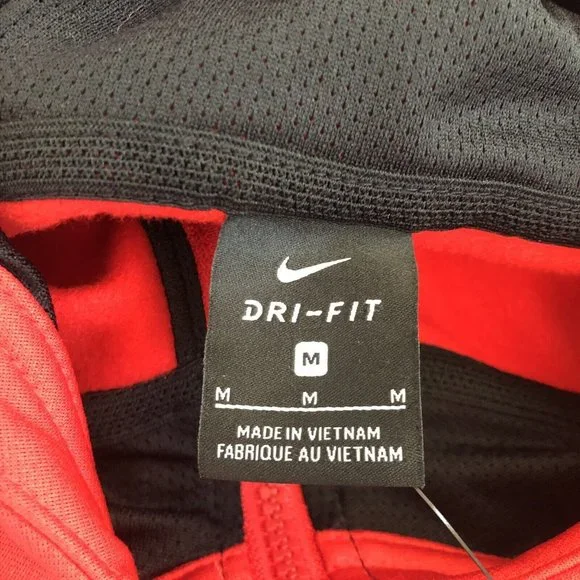 DRI-FIT
M
M M M
MADE IN VIETNAM
FABRIQUE AU VIETNAM